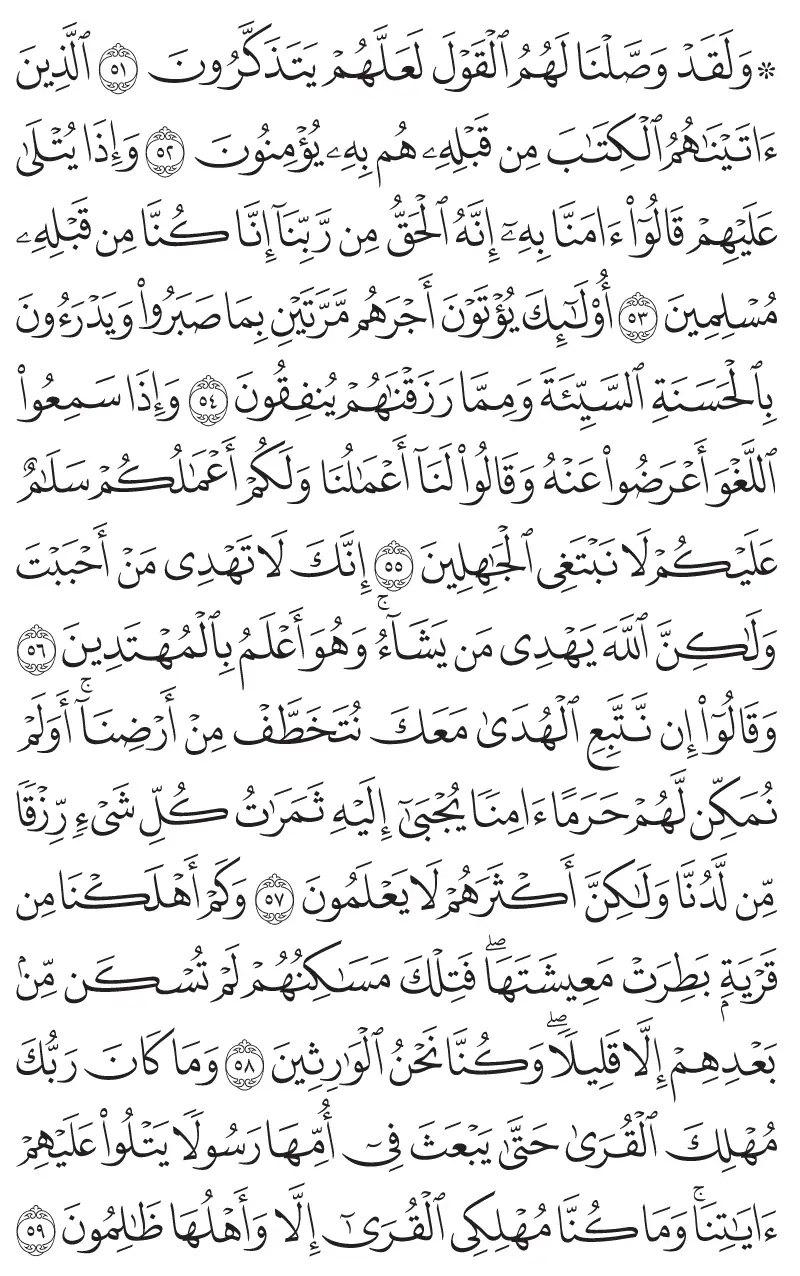 ۞ وَلَقَدۡ وَصَّلۡنَا لَهُمُ ٱلۡقَوۡلَ لَعَلَّهُمۡ يَتَذَكَّرُونَ ٥١ ٱلَّذِينَ
ءَاتَيۡنَٰهُمُ ٱلۡكِتَٰبَ مِن قَبۡلِهِۦ هُم بِهِۦ يُؤۡمِنُونَ ٥٢ وَإِذَا يُتۡلَىٰ
عَلَيۡهِمۡ قَالُوٓاْ ءَامَنَّا بِهِۦٓ إِنَّهُ ٱلۡحَقُّ مِن رَّبِّنَآ إِنَّا كُنَّا مِن قَبۡلِهِۦ
مُسۡلِمِينَ ٥٣ أُوْلَٰٓئِكَ يُؤۡتَوۡنَ أَجۡرَهُم مَّرَّتَيۡنِ بِمَا صَبَرُواْ وَيَدۡرَءُونَ
بِٱلۡحَسَنَةِ ٱلسَّيِّئَةَ وَمِمَّا رَزَقۡنَٰهُمۡ يُنفِقُونَ ٥٤ وَإِذَا سَمِعُواْ
ٱللَّغۡوَ أَعۡرَضُواْ عَنۡهُ وَقَالُواْ لَنَآ أَعۡمَٰلُنَا وَلَكُمۡ أَعۡمَٰلُكُمۡ سَلَٰمٌ
عَلَيۡكُمۡ لَا نَبۡتَغِي ٱلۡجَٰهِلِينَ ٥٥ إِنَّكَ لَا تَهۡدِي مَنۡ أَحۡبَبۡتَ
وَلَٰكِنَّ ٱللَّهَ يَهۡدِي مَن يَشَآءُۚ وَهُوَ أَعۡلَمُ بِٱلۡمُهۡتَدِينَ ٥٦
وَقَالُوٓاْ إِن نَّتَّبِعِ ٱلۡهُدَىٰ مَعَكَ نُتَخَطَّفۡ مِنۡ أَرۡضِنَآۚ أَوَلَمۡ
نُمَكِّن لَّهُمۡ حَرَمًا ءَامِنٗا يُجۡبَىٰٓ إِلَيۡهِ ثَمَرَٰتُ كُلِّ شَيۡءٖ رِّزۡقٗا
مِّن لَّدُنَّا وَلَٰكِنَّ أَكۡثَرَهُمۡ لَا يَعۡلَمُونَ ٥٧ وَكَمۡ أَهۡلَكۡنَا مِن
قَرۡيَةِۭ بَطِرَتۡ مَعِيشَتَهَاۖ فَتِلۡكَ مَسَٰكِنُهُمۡ لَمۡ تُسۡكَن مِّنۢ
بَعۡدِهِمۡ إِلَّا قَلِيلٗاۖ وَكُنَّا نَحۡنُ ٱلۡوَٰرِثِينَ ٥٨ وَمَا كَانَ رَبُّكَ
مُهۡلِكَ ٱلۡقُرَىٰ حَتَّىٰ يَبۡعَثَ فِيٓ أُمِّهَا رَسُولٗا يَتۡلُواْ عَلَيۡهِمۡ
ءَايَٰتِنَاۚ وَمَا كُنَّا مُهۡلِكِي ٱلۡقُرَىٰٓ إِلَّا وَأَهۡلُهَا ظَٰلِمُونَ ٥٩